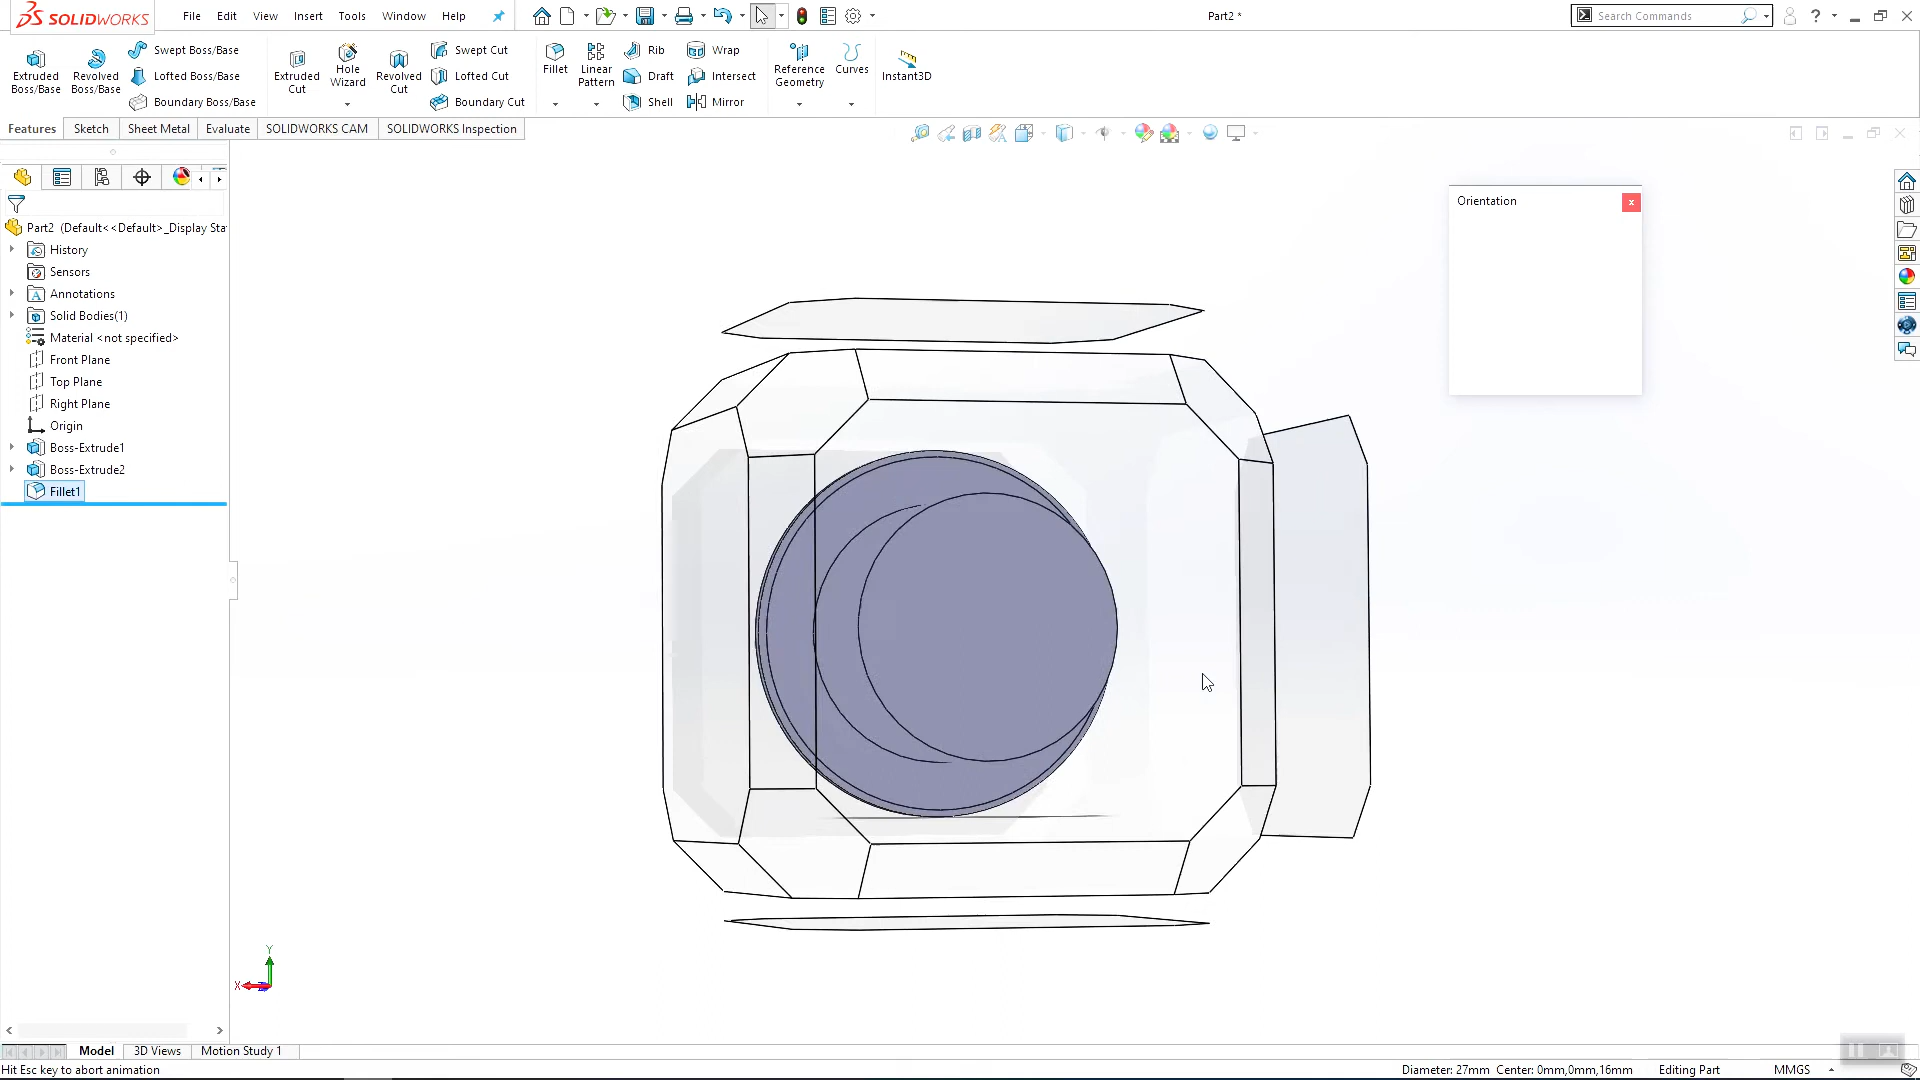 SOLIDWORKS
File Edit View Insert Tools Window Help
Part2 *
Search Commands
?
Extruded Boss/Base
Revolved Boss/Base
Swept Boss/Base
Lofted Boss/Base
Boundary Boss/Base
Extruded Cut
Hole Wizard
Revolved Cut
Swept Cut
Lofted Cut
Boundary Cut
Fillet
Linear Pattern
Rib
Draft
Shell
Wrap
Intersect
Mirror
Reference Geometry
Curves
Instant3D
Features Sketch Sheet Metal Evaluate SOLIDWORKS CAM SOLIDWORKS Inspection
Orientation
x
Part2 (Default<<Default>_Display Sta
History
Sensors
Annotations
Solid Bodies(1)
Material <not specified>
Front Plane
Top Plane
Right Plane
Origin
Boss-Extrude1
Boss-Extrude2
Fillet1
Y
X
Model 3D Views Motion Study 1
Hit Esc key to abort animation
Diameter: 27mm Center: 0mm,0mm,16mm Editing Part MMGS